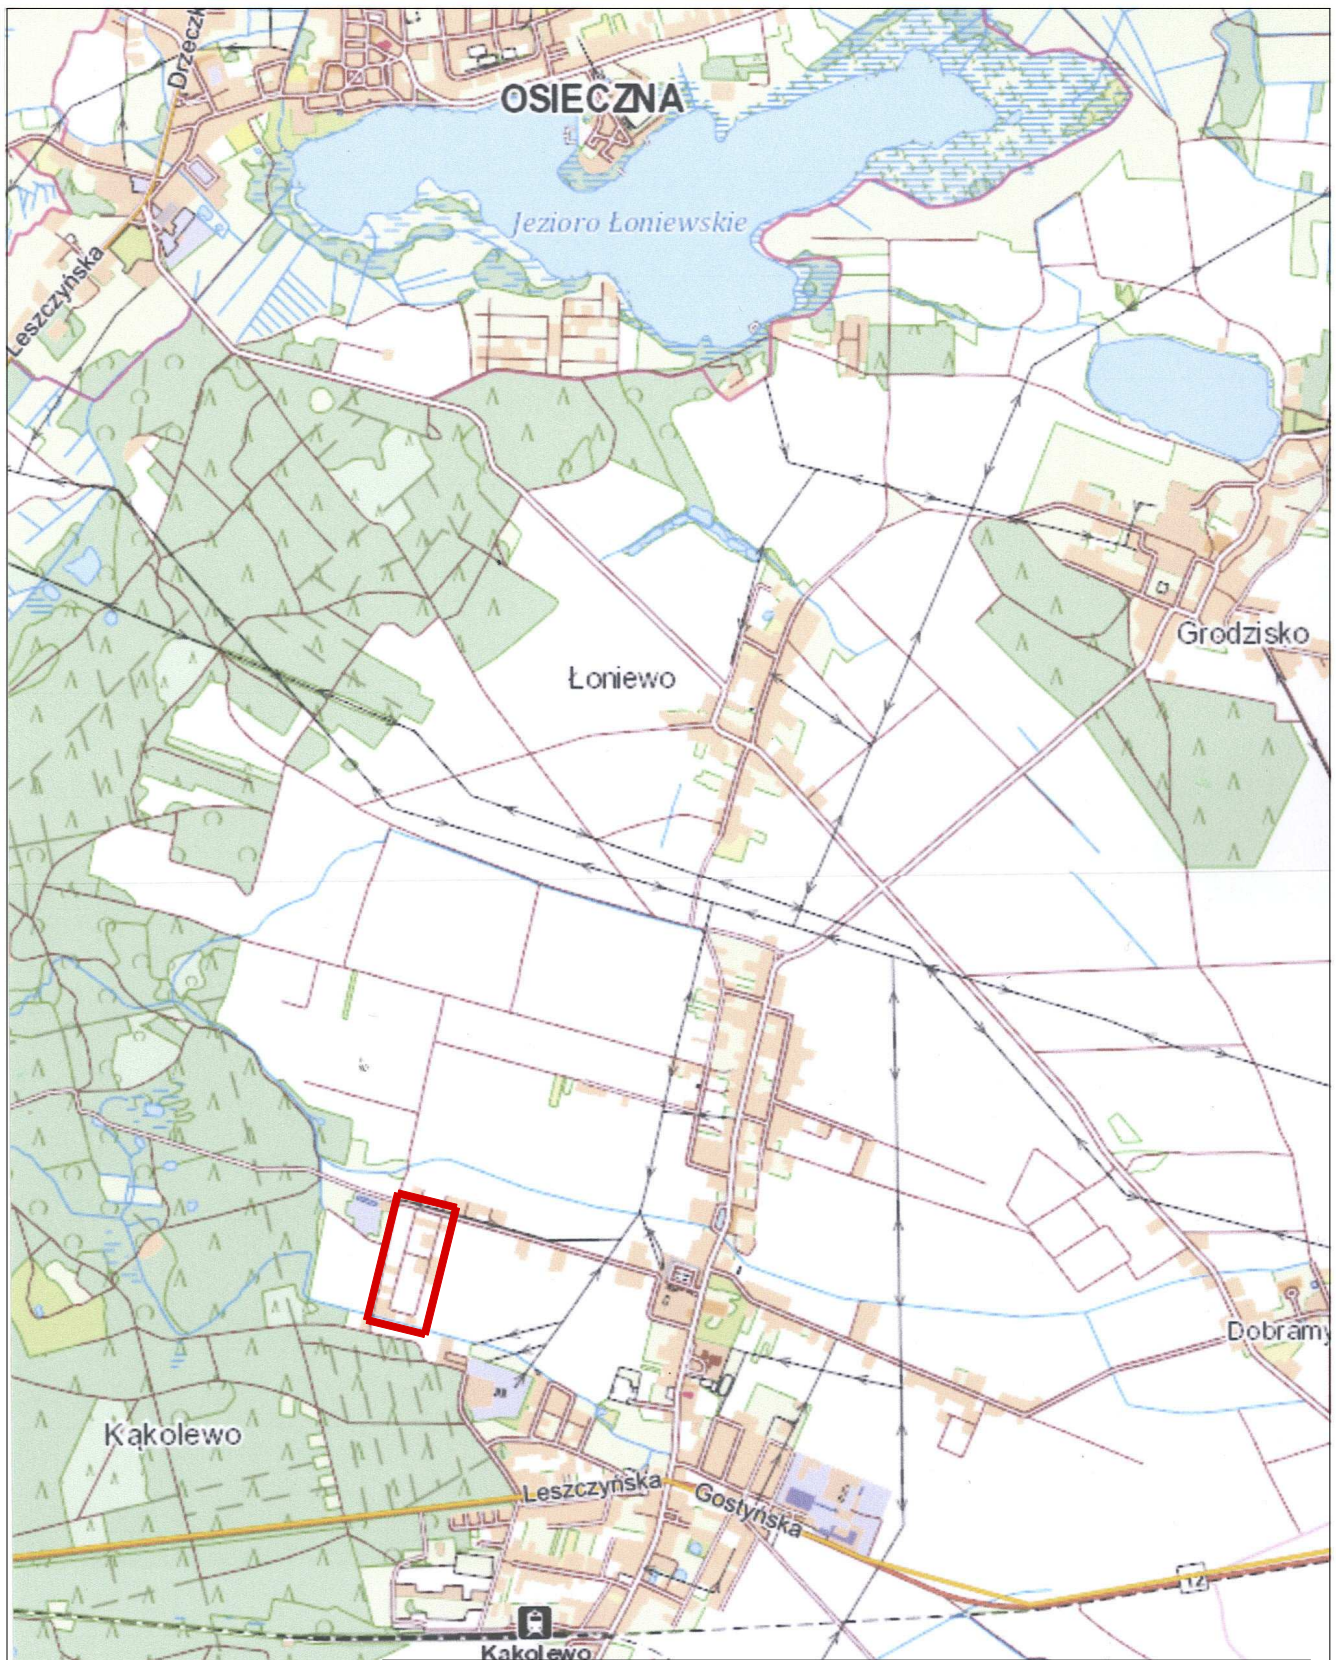 Drzeczk
OSIECZNA
Jezioro Łoniewskie
Leszczyńska
Grodzisko
Łoniewo
Dobramy
Kąkolewo
Leszczyńska
Gostyńska
12
Kąkolewo